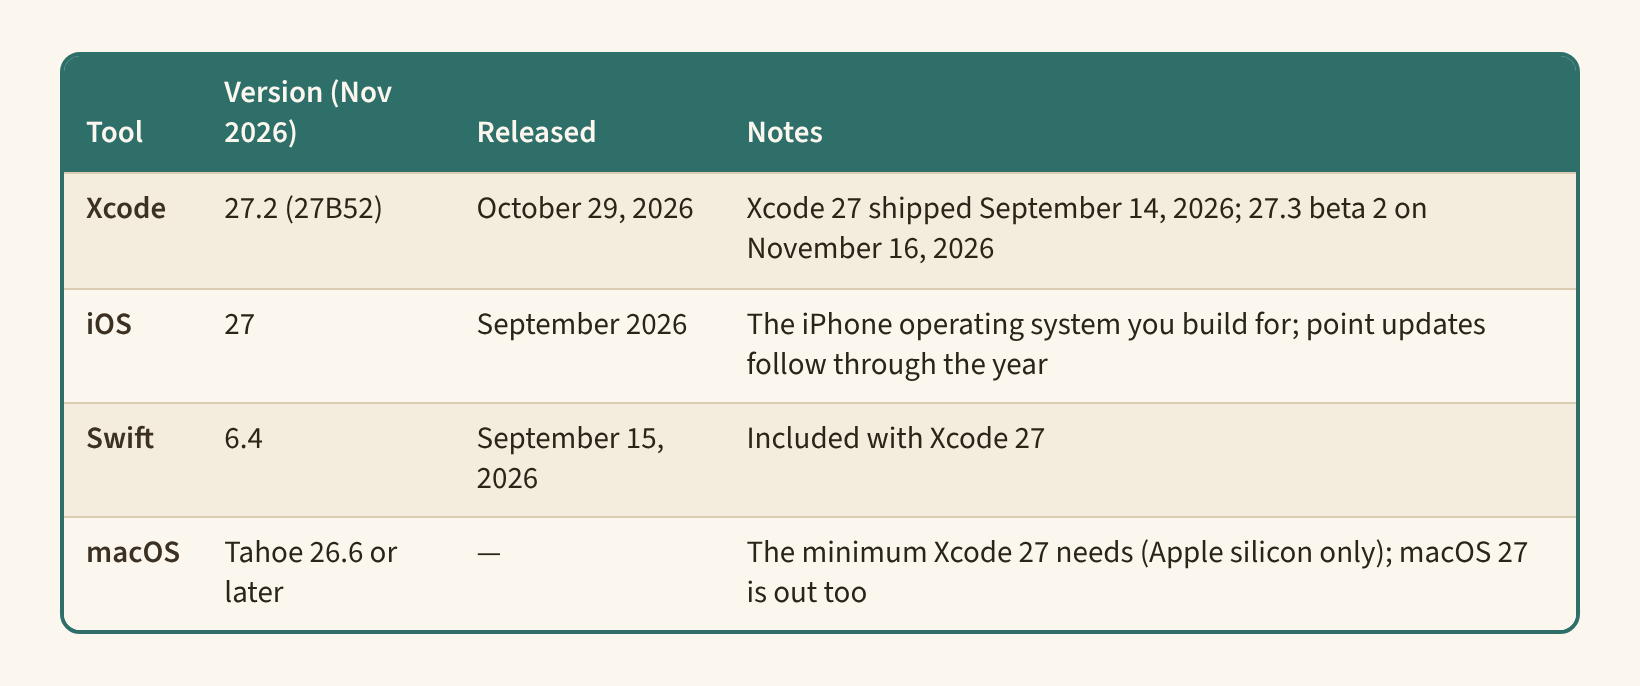 Version (Nov
Tool 2026) Released Notes
Xcode 27.2 (27B52) October 29, 2026 Xcode 27 shipped September 14, 2026; 27.3 beta 2 on
November 16, 2026
iOS 27 September 2026 The iPhone operating system you build for; point updates
follow through the year
Swift 6.4 September 15, Included with Xcode 27
2026
macOS Tahoe 26.6 or — The minimum Xcode 27 needs (Apple silicon only); macOS 27
later is out too